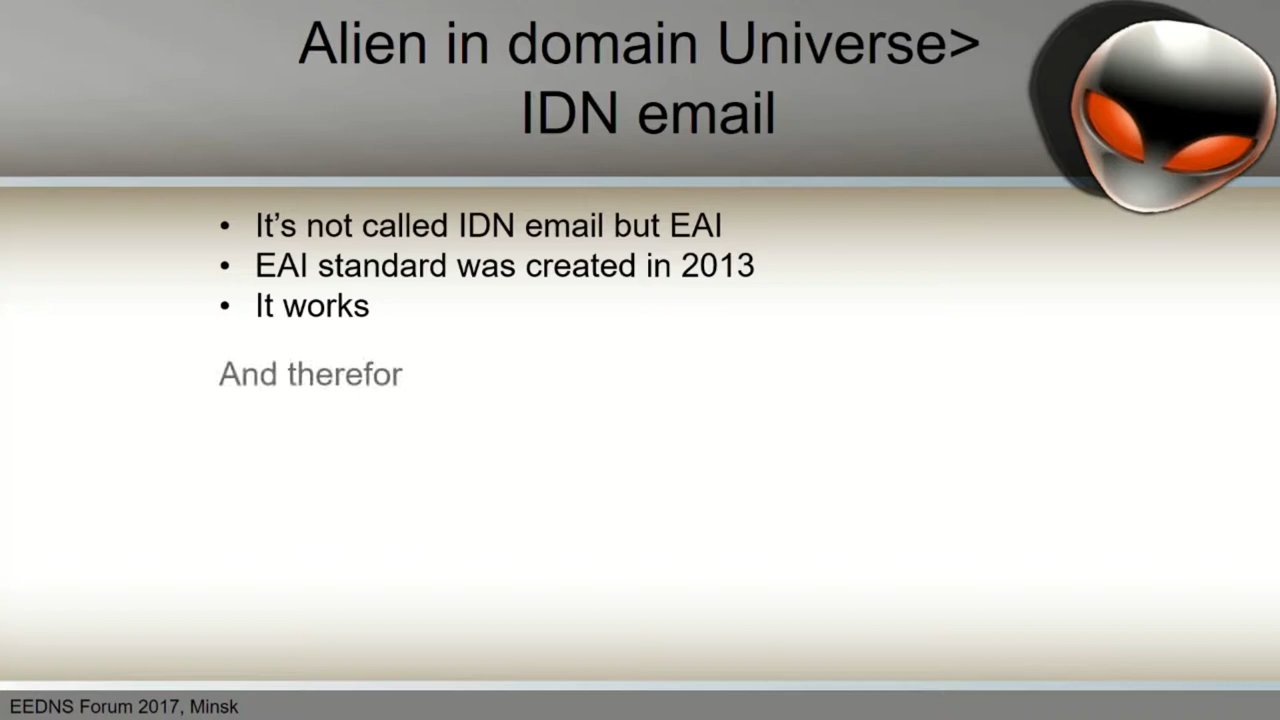 Alien in domain Universe>
IDN email
• It’s not called IDN email but EAI
• EAI standard was created in 2013
• It works
And therefor
EEDNS Forum 2017, Minsk